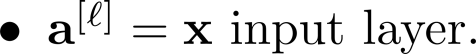 • a^[ℓ] = x input layer.